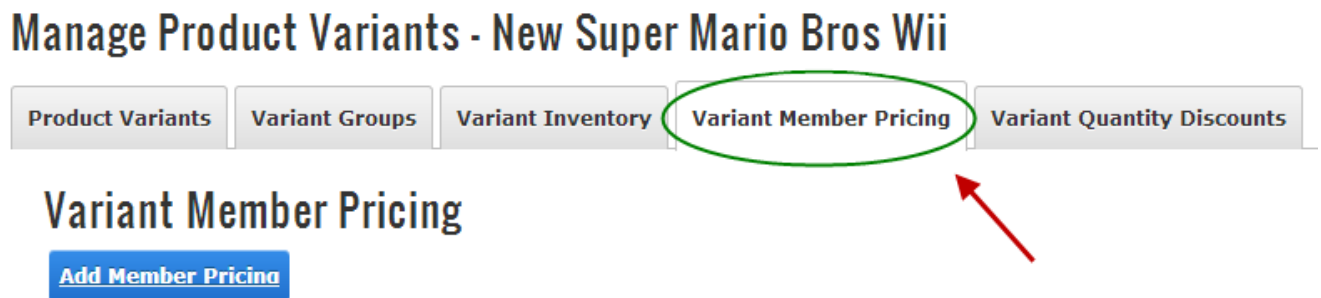 Manage Product Variants - New Super Mario Bros Wii
Product Variants Variant Groups Variant Inventory Variant Member Pricing Variant Quantity Discounts
Variant Member Pricing
Add Member Pricing